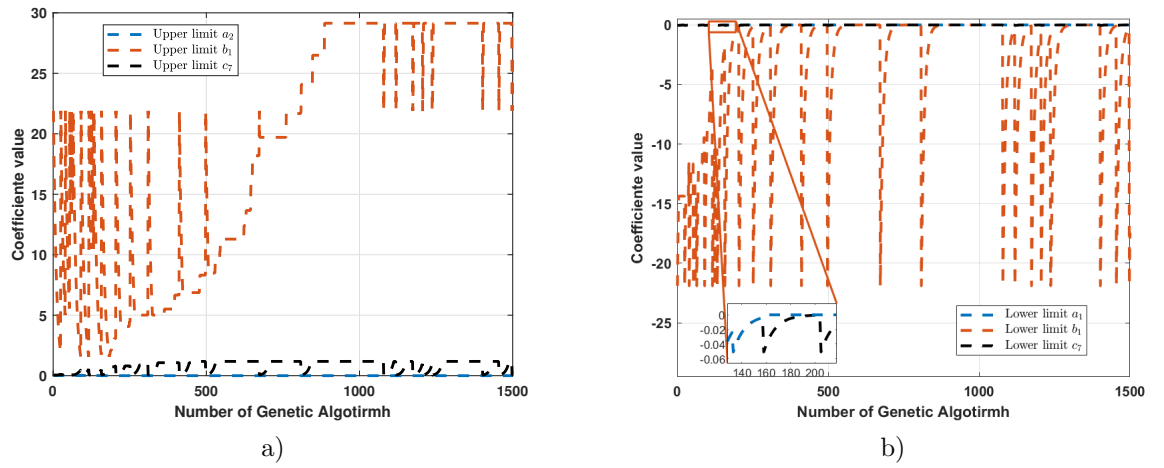 30
25
20
15
10
5
0
0
500
1000
1500
Coefficient value
Number of Genetic Algotirmh
Upper limit a2
Upper limit b1
Upper limit c7
a)
0
-5
-10
-15
-20
-25
0
500
1000
1500
Coefficiente value
Number of Genetic Algotirmh
0
-0.02
-0.04
-0.06
140 160 180 200
Lower limit a1
Lower limit b1
Lower limit c7
b)